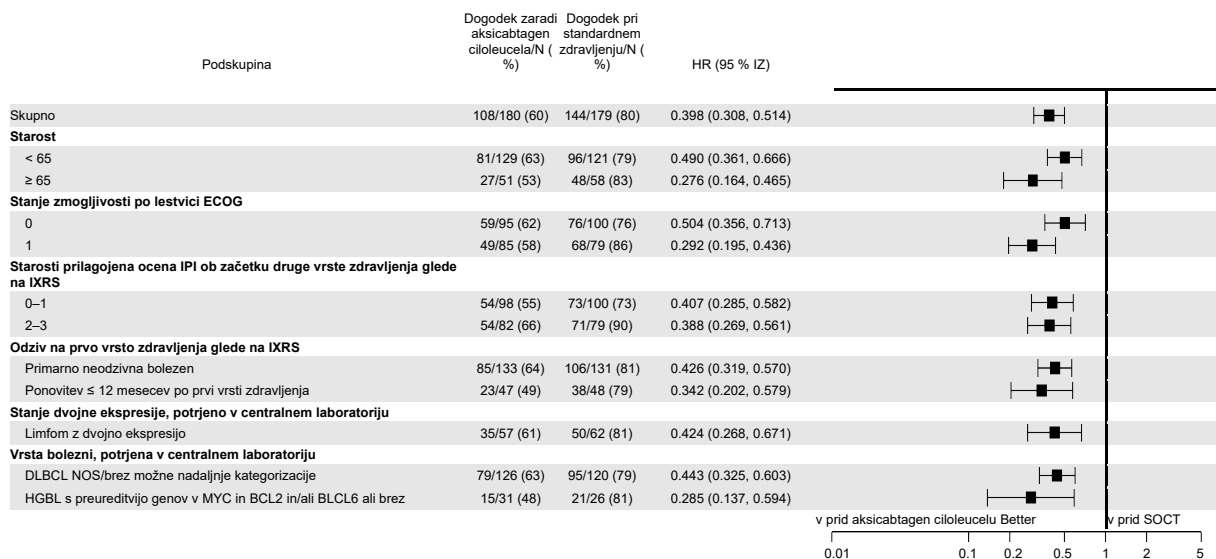 Podskupina
Dogodek zaradi
aksicabtagen
ciloleucela/N (
%)
Dogodek pri
standardnem
zdravljenju/N (
%)
HR (95 % IZ)
Skupno 108/180 (60) 144/179 (80) 0.398 (0.308, 0.514)
Starost
< 65 81/129 (63) 96/121 (79) 0.490 (0.361, 0.666)
≥ 65 27/51 (53) 48/58 (83) 0.276 (0.164, 0.465)
Stanje zmogljivosti po lestvici ECOG
0 59/95 (62) 76/100 (76) 0.504 (0.356, 0.713)
1 49/85 (58) 68/79 (86) 0.292 (0.195, 0.436)
Starosti prilagojena ocena IPI ob začetku druge vrste zdravljenja glede
na IXRS
0–1 54/98 (55) 73/100 (73) 0.407 (0.285, 0.582)
2–3 54/82 (66) 71/79 (90) 0.388 (0.269, 0.561)
Odziv na prvo vrsto zdravljenja glede na IXRS
Primarno neodzivna bolezen 85/133 (64) 106/131 (81) 0.426 (0.319, 0.570)
Ponovitev ≤ 12 mesecev po prvi vrsti zdravljenja 23/47 (49) 38/48 (79) 0.342 (0.202, 0.579)
Stanje dvojne ekspresije, potrjeno v centralnem laboratoriju
Limfom z dvojno ekspresijo 35/57 (61) 50/62 (81) 0.424 (0.268, 0.671)
Vrsta bolezni, potrjena v centralnem laboratoriju
DLBCL NOS/brez možne nadaljnje kategorizacije 79/126 (63) 95/120 (79) 0.443 (0.325, 0.603)
HGBL s preureditvijo genov v MYC in BCL2 in/ali BLCL6 ali brez 15/31 (48) 21/26 (81) 0.285 (0.137, 0.594)
v prid aksicabtagen ciloleucelu Better v prid SOCT
0.01 0.1 0.2 0.5 1 2 5